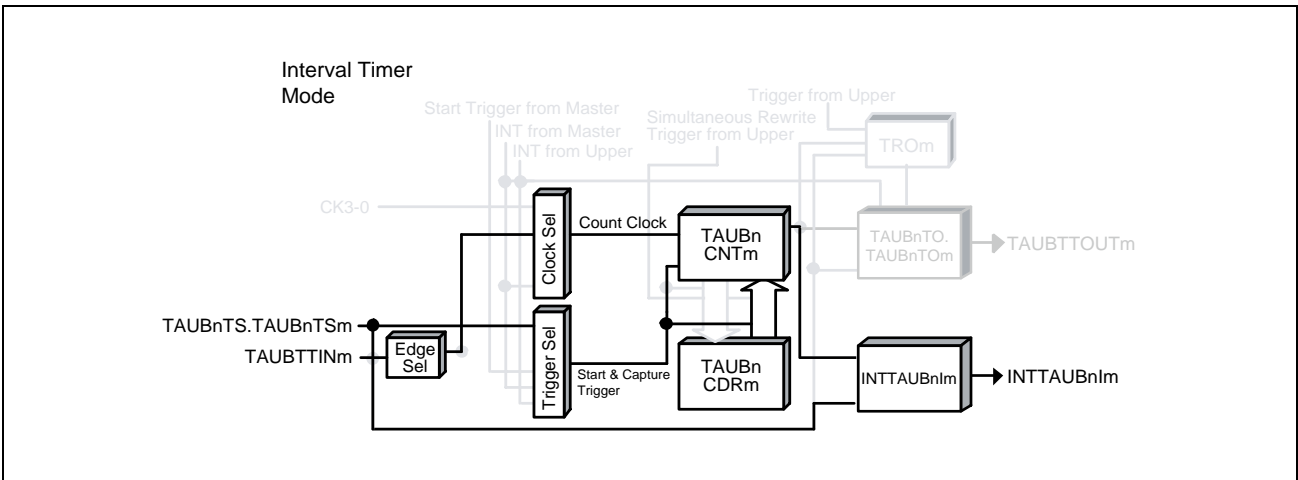 Interval Timer
Mode
Start Trigger from Master
INT from Master
INT from Upper
Simultaneous Rewrite
Trigger from Upper
Trigger from Upper
TROm
CK3-0
Clock Sel
Count Clock
TAUBn
CNTm
TAUBnTO.
TAUBnTOm
TAUBTTOUTm
TAUBnTS.TAUBnTSm
TAUBTTINm
Edge
Sel
Trigger Sel
Start & Capture
Trigger
TAUBn
CDRm
INTTAUBnIm
INTTAUBnIm